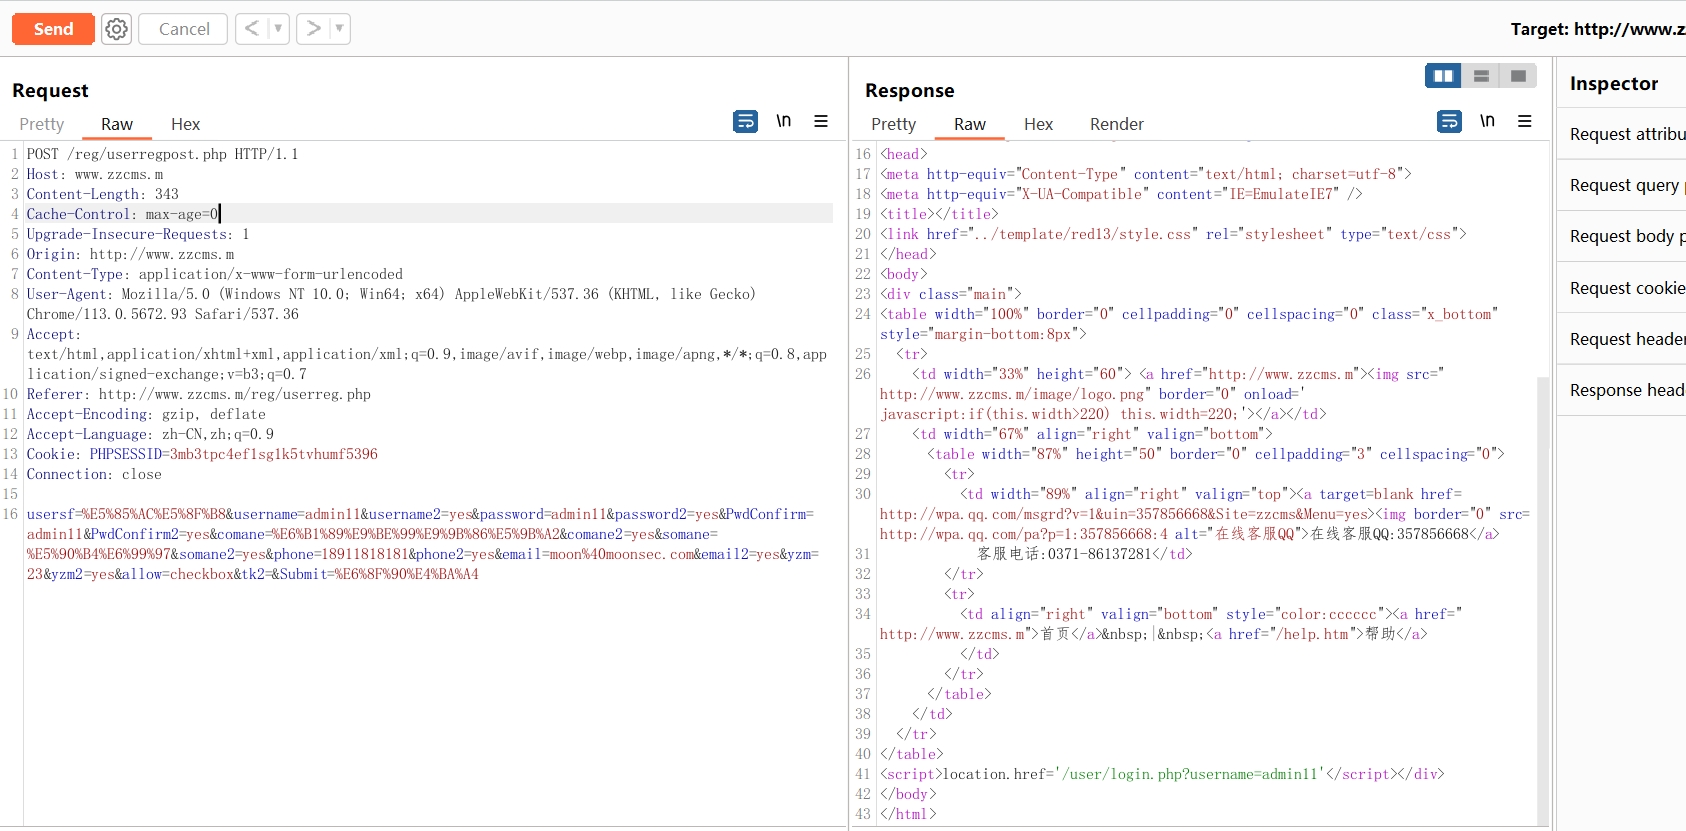 Send
Cancel
Target: http://www.z
Request
Pretty Raw Hex
\n
1 POST /reg/userregpost.php HTTP/1.1
2 Host: www.zzcms.m
3 Content-Length: 343
4 Cache-Control: max-age=0
5 Upgrade-Insecure-Requests: 1
6 Origin: http://www.zzcms.m
7 Content-Type: application/x-www-form-urlencoded
8 User-Agent: Mozilla/5.0 (Windows NT 10.0; Win64; x64) AppleWebKit/537.36 (KHTML, like Gecko)
Chrome/113.0.5672.93 Safari/537.36
9 Accept:
text/html,application/xhtml+xml,application/xml;q=0.9,image/avif,image/webp,image/apng,*/*;q=0.8,app
lication/signed-exchange;v=b3;q=0.7
10 Referer: http://www.zzcms.m/reg/userreg.php
11 Accept-Encoding: gzip, deflate
12 Accept-Language: zh-CN,zh;q=0.9
13 Cookie: PHPSESSID=3mb3tpc4ef1sg1k5tvhumf5396
14 Connection: close
15
16 usersf=%E5%85%AC%E5%8F%B8&username=admin11&username2=yes&password=admin11&password2=yes&PwdConfirm=
admin11&PwdConfirm2=yes&comane=%E6%B1%89%E9%BE%99%E9%9B%86%E5%9B%A2&comane2=yes&somane=
%E5%90%B4%E6%99%97&somane2=yes&phone=18911818181&phone2=yes&email=moon%40moonsec.com&email2=yes&yzm=
23&yzm2=yes&allow=checkbox&tk2=&Submit=%E6%8F%90%E4%BA%A4
Response
Pretty Raw Hex Render
\n
16 <head>
17 <meta http-equiv="Content-Type" content="text/html; charset=utf-8">
18 <meta http-equiv="X-UA-Compatible" content="IE=EmulateIE7" />
19 <title></title>
20 <link href="../template/red13/style.css" rel="stylesheet" type="text/css">
21 </head>
22 <body>
23 <div class="main">
24 <table width="100%" border="0" cellpadding="0" cellspacing="0" class="x_bottom"
style="margin-bottom:8px">
25 <tr>
26 <td width="33%" height="60"> <a href="http://www.zzcms.m"><img src="
http://www.zzcms.m/image/logo.png" border="0" onload='
javascript:if(this.width>220) this.width=220;'></a></td>
27 <td width="67%" align="right" valign="bottom">
28 <table width="87%" height="50" border="0" cellpadding="3" cellspacing="0">
29 <tr>
30 <td width="89%" align="right" valign="top"><a target=blank href=
http://wpa.qq.com/msgrd?v=1&uin=357856668&Site=zzcms&Menu=yes><img border="0" src=
http://wpa.qq.com/pa?p=1:357856668:4 alt="在线客服QQ">在线客服QQ:357856668</a>
31 客服电话:0371-86137281</td>
32 </tr>
33 <tr>
34 <td align="right" valign="bottom" style="color:cccccc"><a href="
http://www.zzcms.m">首页</a>&nbsp;|&nbsp;<a href="/help.htm">帮助</a>
35 </td>
36 </tr>
37 </table>
38 </td>
39 </tr>
40 </table>
41 <script>location.href='/user/login.php?username=admin11'</script></div>
42 </body>
43 </html>
Inspector
Request attribu
Request query
Request body p
Request cookie
Request header
Response head